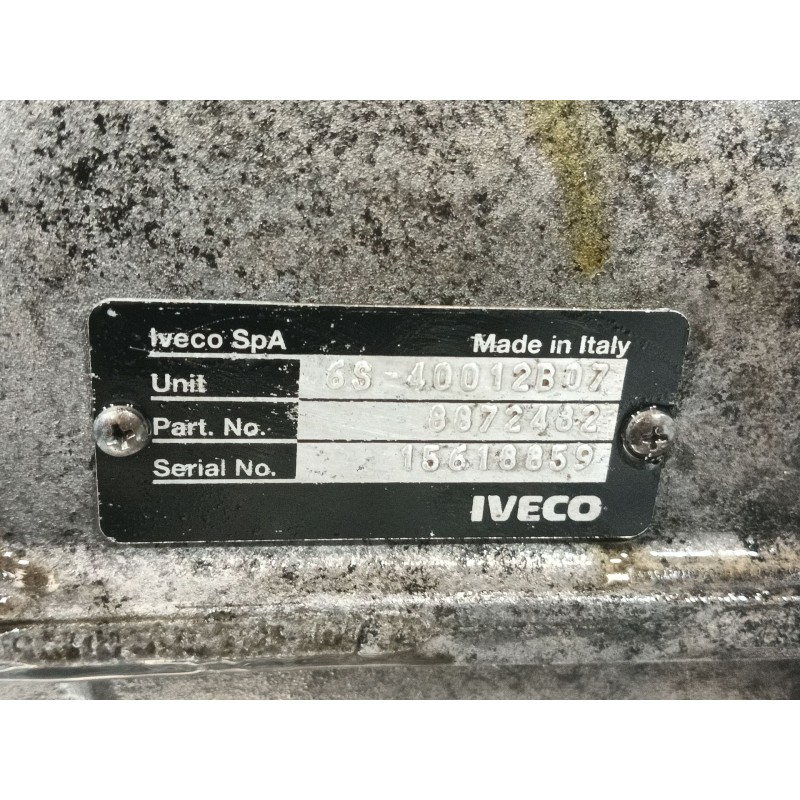 Iveco SpA Made in Italy
Unit 6S-40012B07
Part. No. 8872482
Serial No. 15618859
IVECO